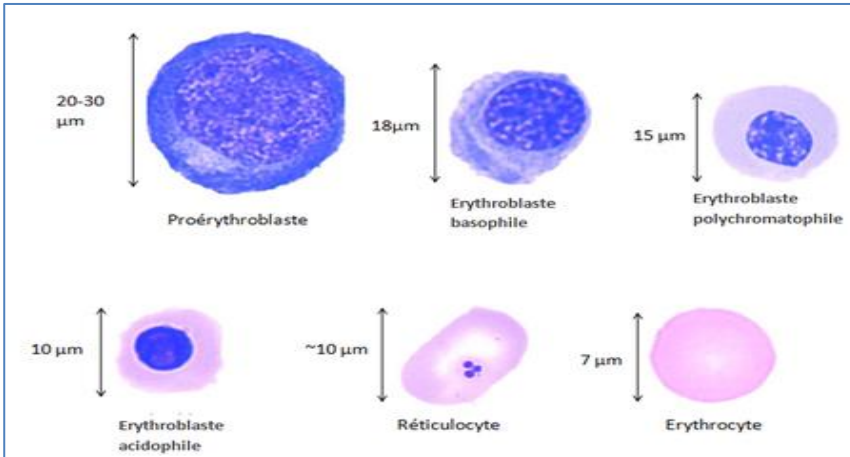 20-30
µm
Proérythroblaste
18µm
Erythroblaste
basophile
15 µm
Erythroblaste
polychromatophile
10 µm
Erythroblaste
acidophile
~10 µm
Réticulocyte
7 µm
Erythrocyte